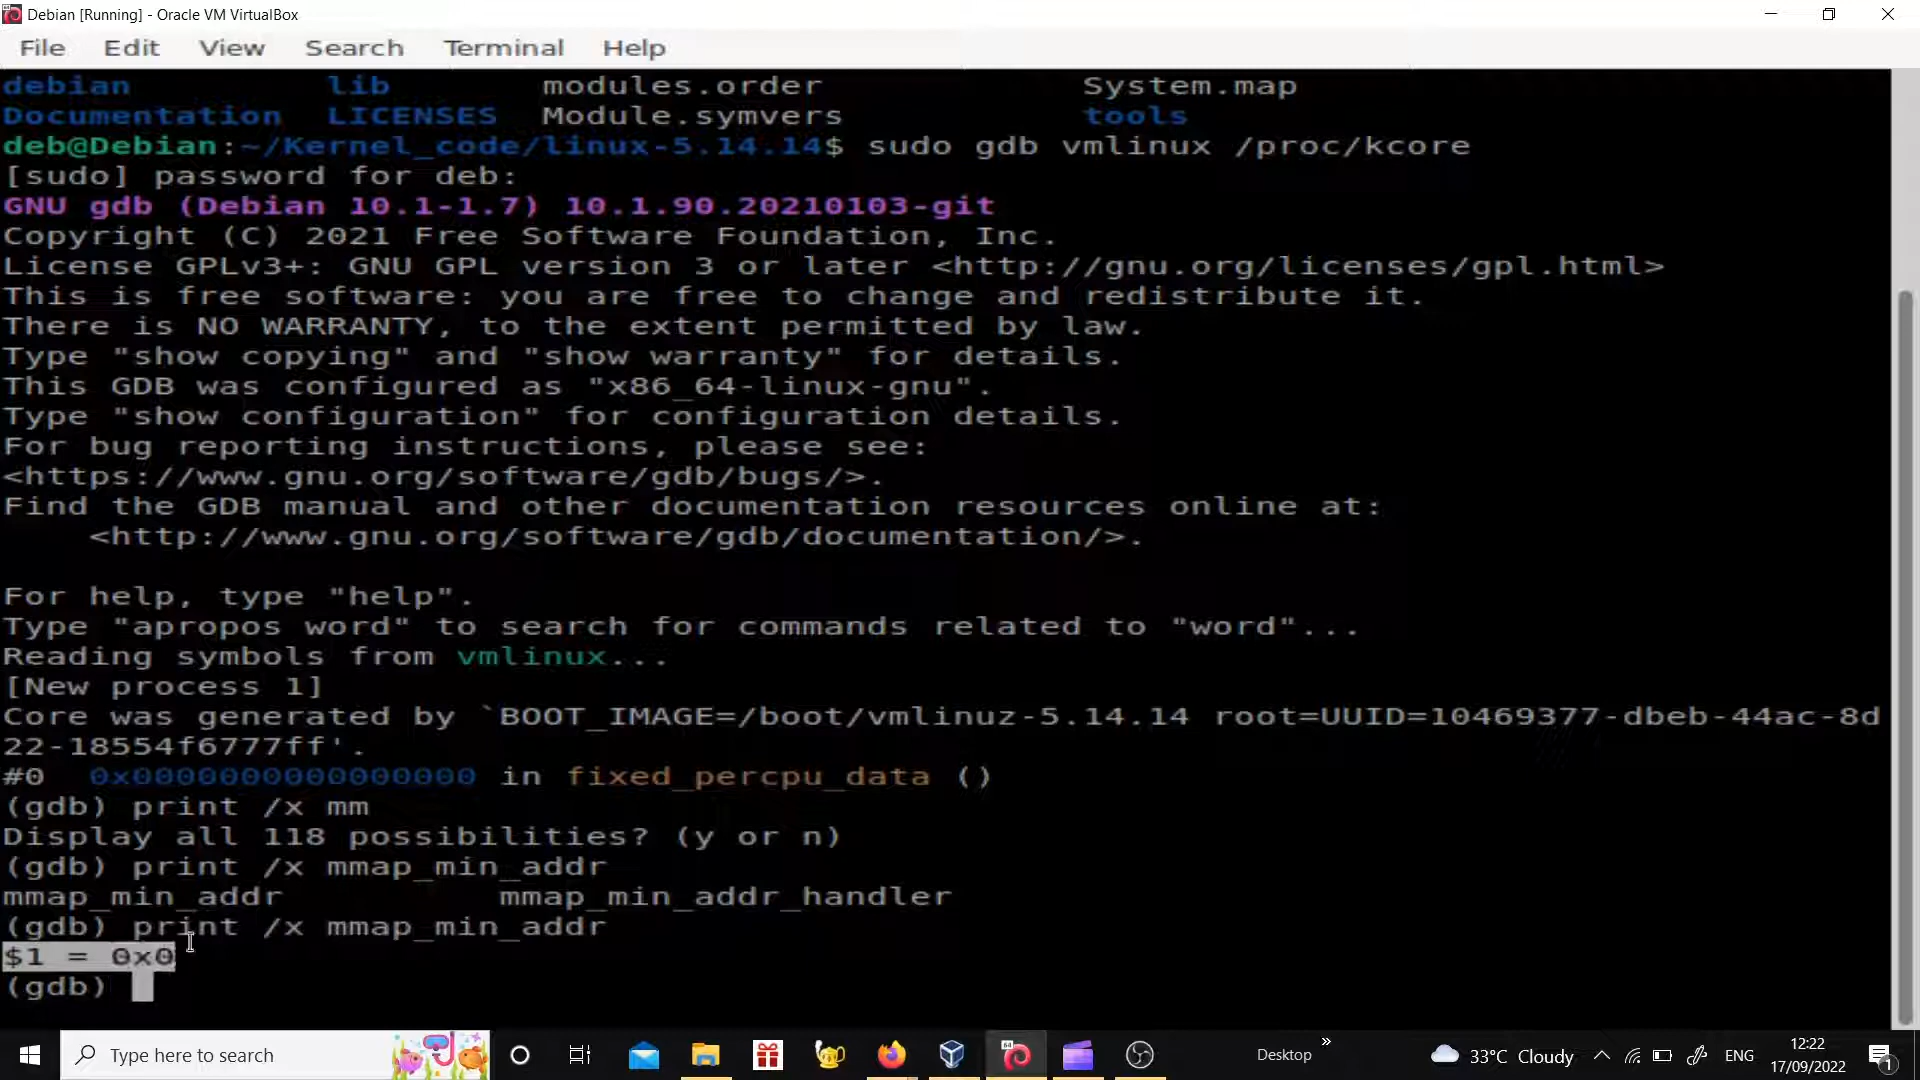 Debian [Running] - Oracle VM VirtualBox
File Edit View Search Terminal Help
debian lib modules.order System.map
Documentation LICENSES Module.symvers tools
deb@Debian:~/Kernel_code/linux-5.14.14$ sudo gdb vmlinux /proc/kcore
[sudo] password for deb:
GNU gdb (Debian 10.1-1.7) 10.1.90.20210103-git
Copyright (C) 2021 Free Software Foundation, Inc.
License GPLv3+: GNU GPL version 3 or later <http://gnu.org/licenses/gpl.html>
This is free software: you are free to change and redistribute it.
There is NO WARRANTY, to the extent permitted by law.
Type "show copying" and "show warranty" for details.
This GDB was configured as "x86_64-linux-gnu".
Type "show configuration" for configuration details.
For bug reporting instructions, please see:
<https://www.gnu.org/software/gdb/bugs/>.
Find the GDB manual and other documentation resources online at:
<http://www.gnu.org/software/gdb/documentation/>.
For help, type "help".
Type "apropos word" to search for commands related to "word"...
Reading symbols from vmlinux...
[New process 1]
Core was generated by `BOOT_IMAGE=/boot/vmlinuz-5.14.14 root=UUID=10469377-dbeb-44ac-8d
22-18554f6777ff'.
#0 0x0000000000000000 in fixed_percpu_data ()
(gdb) print /x mm
Display all 118 possibilities? (y or n)
(gdb) print /x mmap_min_addr
mmap_min_addr mmap_min_addr_handler
(gdb) print /x mmap_min_addr
$1 = 0x0
(gdb)
Type here to search
Desktop »
33°C Cloudy
ENG
12:22
17/09/2022
1
64